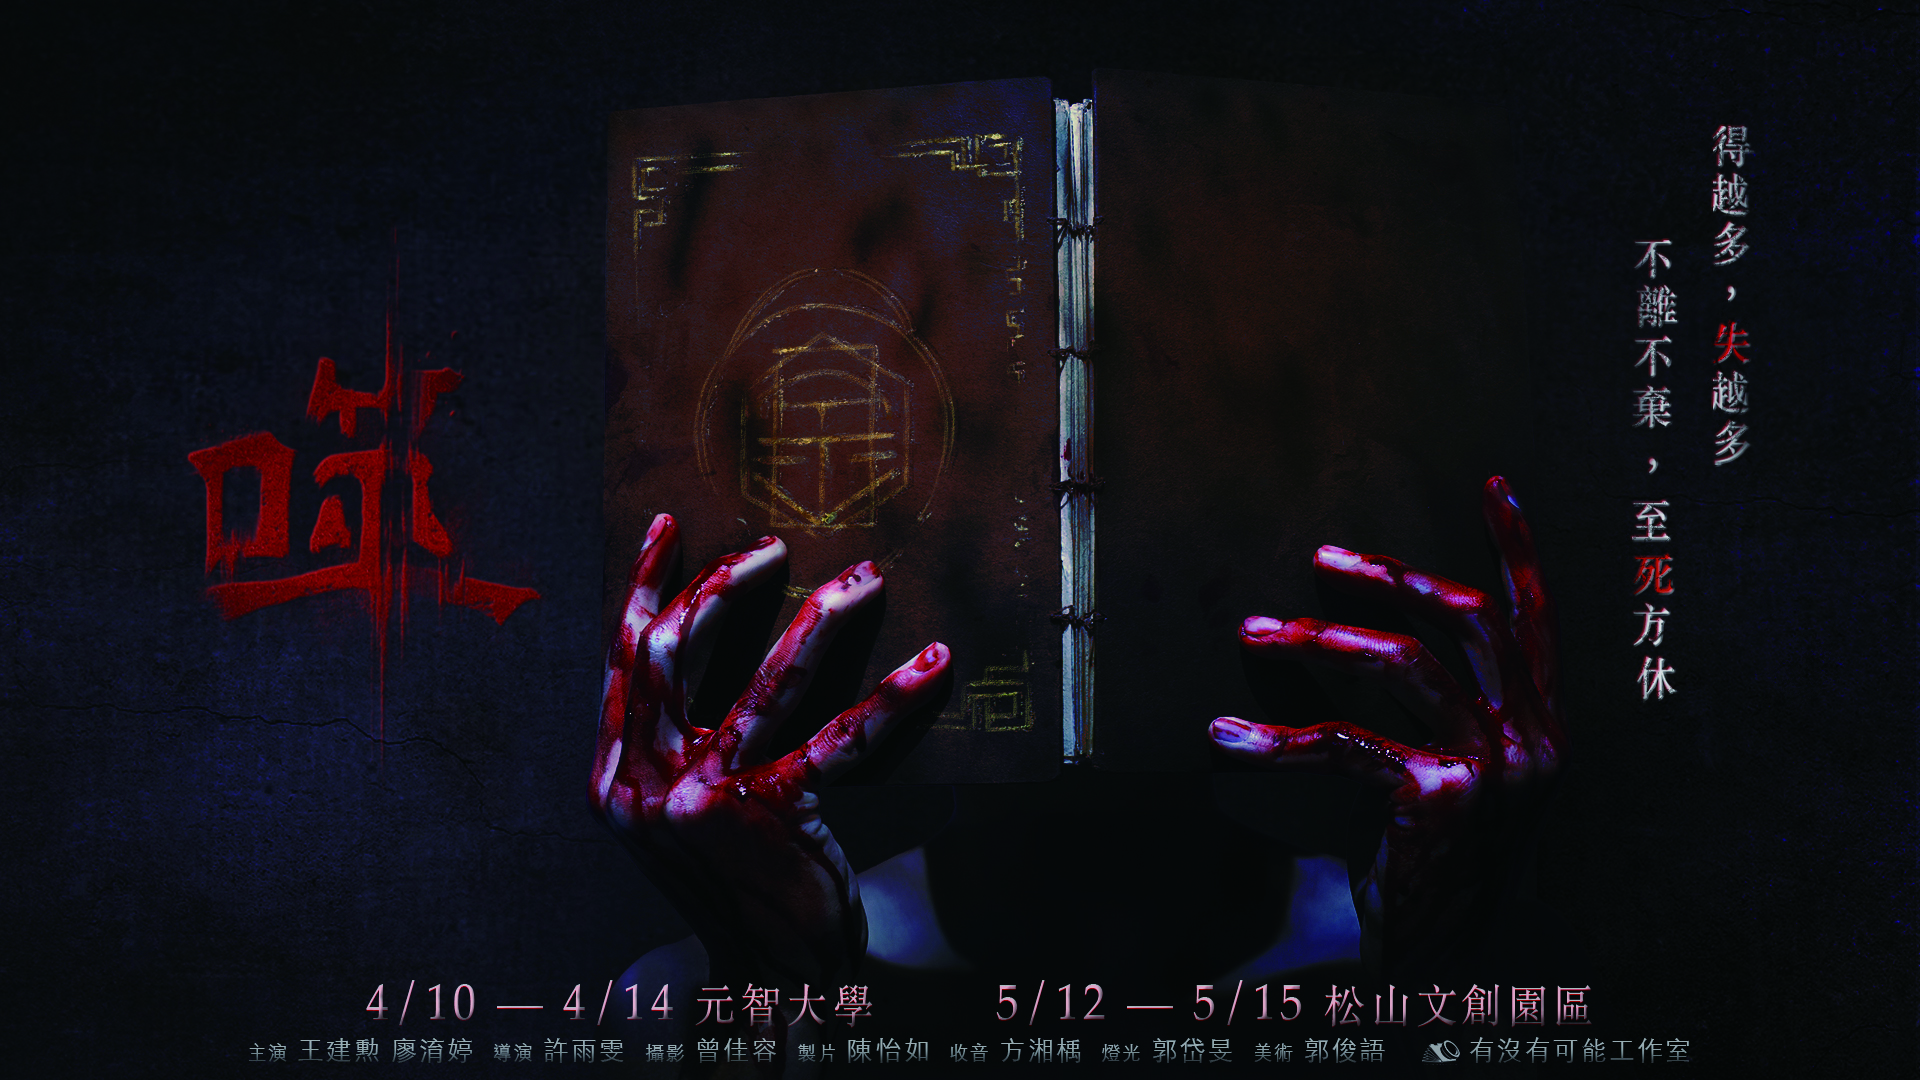 噬
得越多，失越多
不離不棄，至死方休
4/10 — 4/14 元智大學
5/12 — 5/15 松山文創園區
主演 王建勲 廖淯婷 導演 許雨雯 攝影 曾佳容 製片 陳怡如 收音 方湘楀 燈光 郭岱旻 美術 郭俊語 有沒有可能工作室